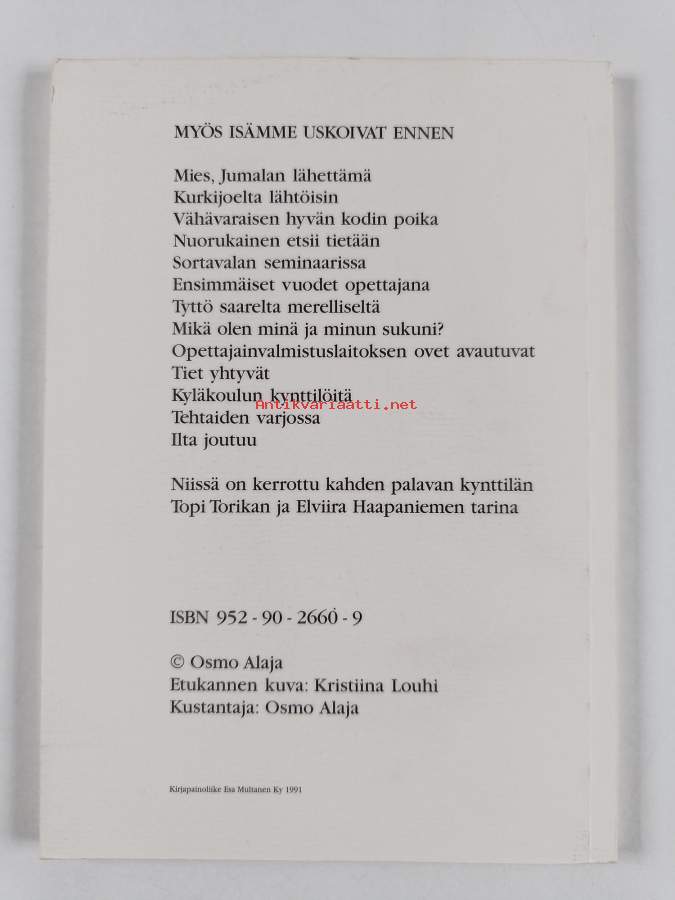 MYÖS ISÄMME USKOIVAT ENNEN
Mies, Jumalan lähettämä
Kurkijoelta lähtöisin
Vähävaraisen hyvän kodin poika
Nuorukainen etsii tietään
Sortavalan seminaarissa
Ensimmäiset vuodet opettajana
Tyttö saarelta merelliseltä
Mikä olen minä ja minun sukuni?
Opettajainvalmistuslaitoksen ovet avautuvat
Tiet yhtyvät
Kyläkoulun kynttilöitä
Antikvariaatti.net
Tehtaiden varjossa
Ilta joutuu
Niissä on kerrottu kahden palavan kynttilän
Topi Torikan ja Elviira Haapaniemen tarina
ISBN 952 - 90 - 2660 - 9
© Osmo Alaja
Etukannen kuva: Kristiina Louhi
Kustantaja: Osmo Alaja
Kirjapainoliike Esa Multanen Ky 1991